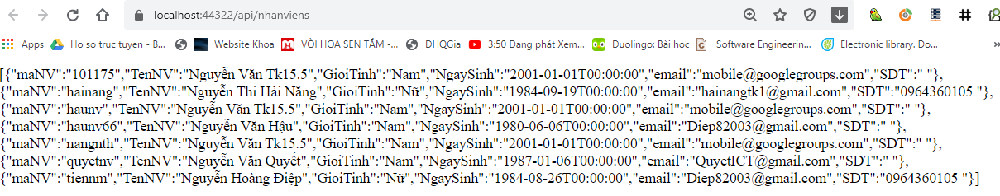 localhost:44322/api/nhanviens
Apps Ho so truc tuyen - B... Website Khoa VÒI HOA SEN TẮM -... DHQGia 3:50 Đang phát Xem... Duolingo: Bài học Software Engineerin... Electronic library. Do... »
[{"maNV":"101175","TenNV":"Nguyễn Văn Tk15.5","GioiTinh":"Nam","NgaySinh":"2001-01-01T00:00:00","email":"mobile@googlegroups.com","SDT":" "},
{"maNV":"hainang","TenNV":"Nguyễn Thi Hải Năng","GioiTinh":"Nữ","NgaySinh":"1984-09-19T00:00:00","email":"hainangtk1@gmail.com","SDT":"0964360105 "},
{"maNV":"haunv","TenNV":"Nguyễn Văn Tk15.5","GioiTinh":"Nam","NgaySinh":"2001-01-01T00:00:00","email":"mobile@googlegroups.com","SDT":" "},
{"maNV":"haunv66","TenNV":"Nguyễn Văn Hậu","GioiTinh":"Nam","NgaySinh":"1980-06-06T00:00:00","email":"Diep82003@gmail.com","SDT":" "},
{"maNV":"nangnth","TenNV":"Nguyễn Văn Tk15.5","GioiTinh":"Nam","NgaySinh":"2001-01-01T00:00:00","email":"mobile@googlegroups.com","SDT":" "},
{"maNV":"quyetnv","TenNV":"Nguyễn Văn Quyết","GioiTinh":"Nam","NgaySinh":"1987-01-06T00:00:00","email":"QuyetICT@gmail.com","SDT":" "},
{"maNV":"tiennm","TenNV":"Nguyễn Hoàng Điệp","GioiTinh":"Nữ","NgaySinh":"1984-08-26T00:00:00","email":"Diep82003@gmail.com","SDT":"0964360105 "}]